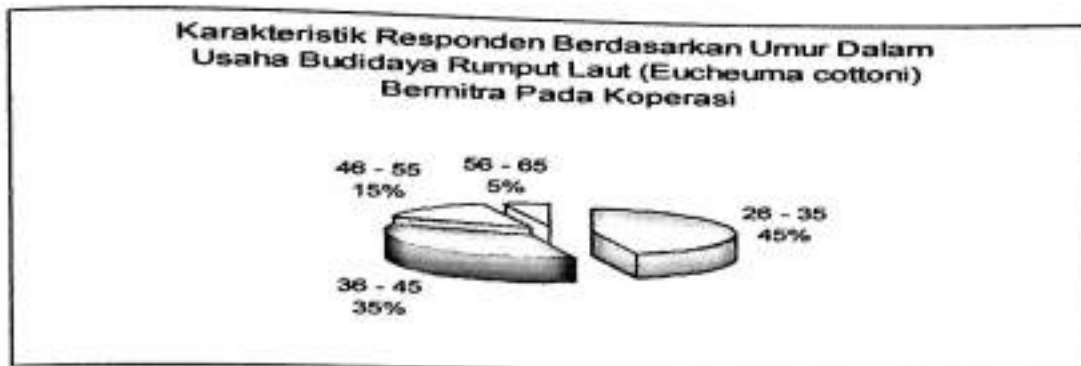 Karakteristik Responden Berdasarkan Umur Dalam
Usaha Budidaya Rumput Laut (Eucheuma cottoni)
Bermitra Pada Koperasi
46 - 55
15%
56 - 65
5%
26 - 35
45%
36 - 45
35%